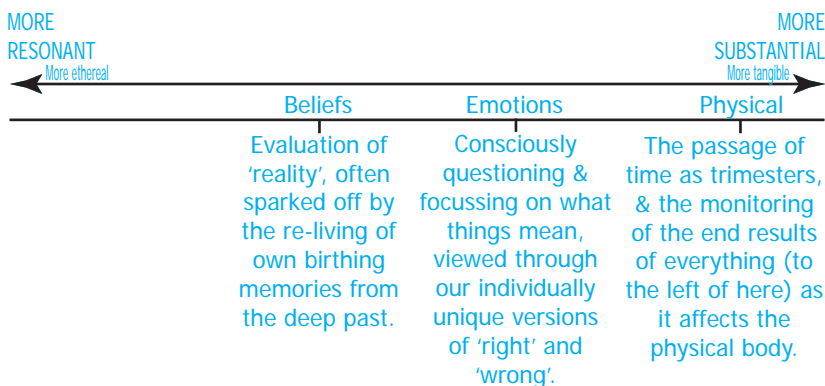 MORE
RESONANT
More ethereal
MORE
SUBSTANTIAL
More tangible
Beliefs
Evaluation of
‘reality’, often
sparked off by
the re-living of
own birthing
memories from
the deep past.
Emotions
Consciously
questioning &
focussing on what
things mean,
viewed through
our individually
unique versions
of ‘right’ and
‘wrong’.
Physical
The passage of
time as trimesters,
& the monitoring
of the end results
of everything (to
the left of here) as
it affects the
physical body.